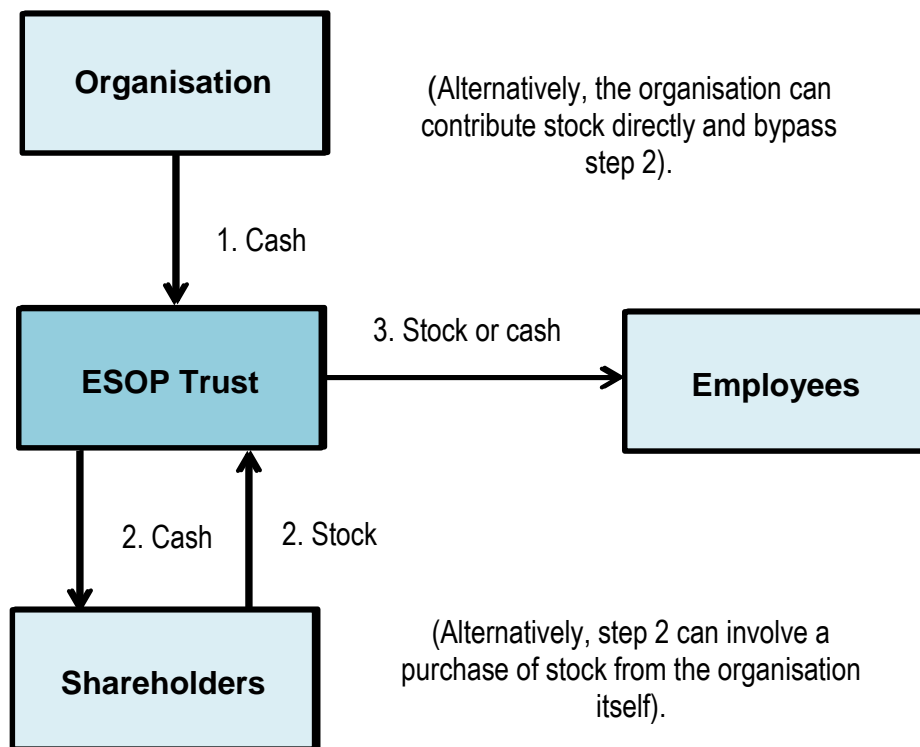 Organisation
(Alternatively, the organisation can
contribute stock directly and bypass
step 2).
1. Cash
ESOP Trust
3. Stock or cash
Employees
2. Cash
2. Stock
Shareholders
(Alternatively, step 2 can involve a
purchase of stock from the organisation
itself).